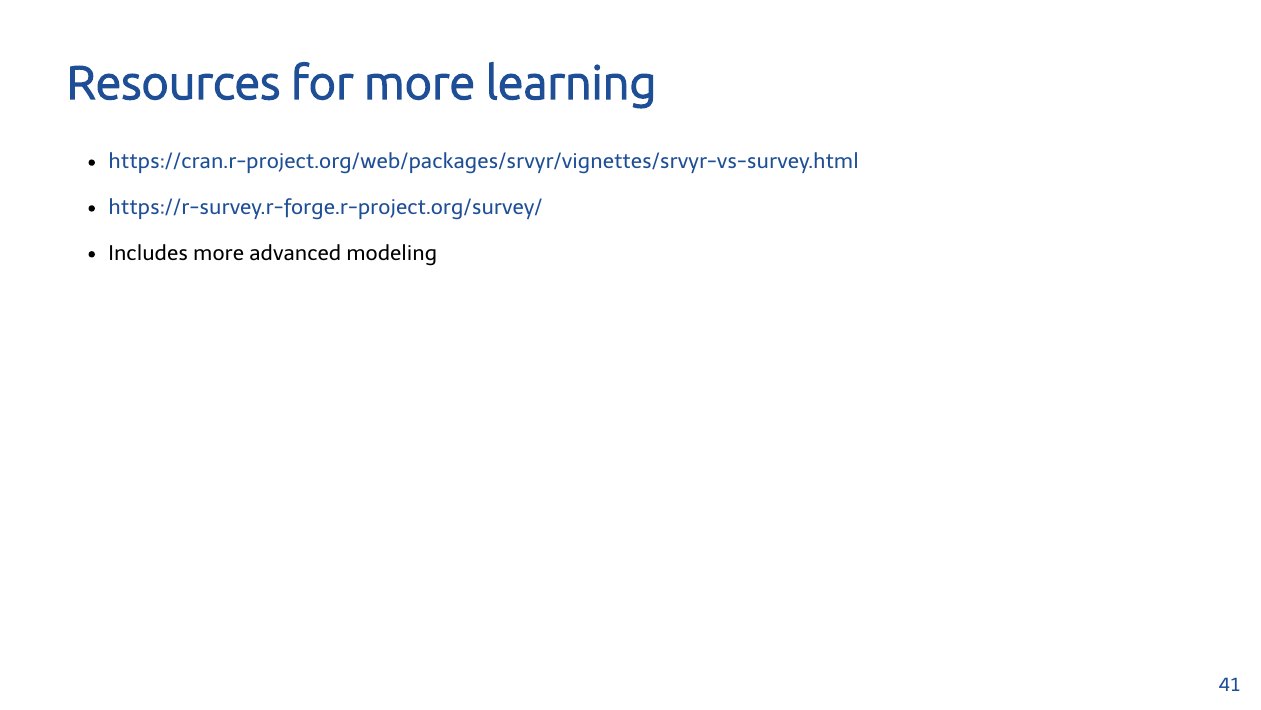 Resources for more learning
• https://cran.r-project.org/web/packages/srvyr/vignettes/srvyr-vs-survey.html
• https://r-survey.r-forge.r-project.org/survey/
• Includes more advanced modeling
41